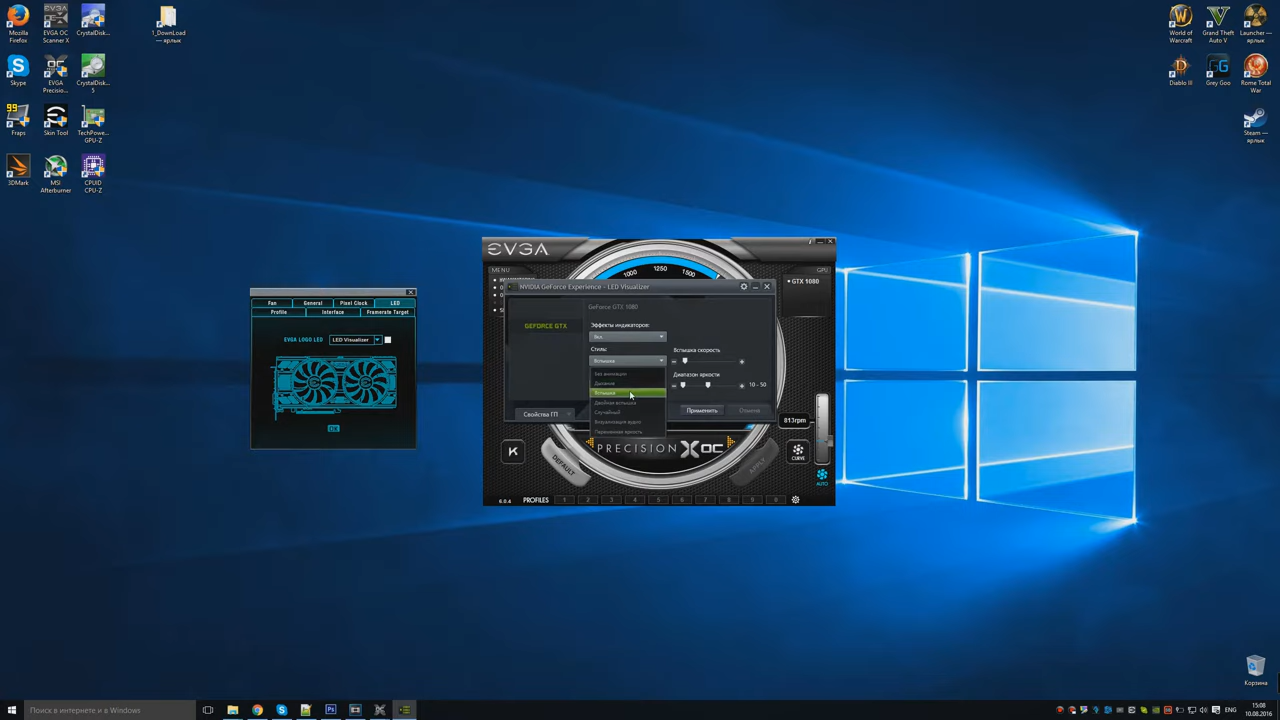 Mozilla Firefox
EVGA OC Scanner X
CrystalDisk...
1_DownLoad — ярлык
World of Warcraft
Grand Theft Auto V
Launcher — ярлык
Skype
EVGA Precisio...
CrystalDisk... 5
Diablo III
Grey Goo
Rome Total War
99
Fraps
Skin Tool
TechPowe... GPU-Z
Steam — ярлык
3DMark
MSI Afterburner
CPUID CPU-Z
EVGA
1000
1250
1500
MENU
GPU
GTX 1080
NVIDIA GeForce Experience - LED Visualizer
GeForce GTX 1080
GEFORCE GTX
Эффекты индикаторов:
Вкл.
Стиль:
Вспышка
Вспышка скорость
Без анимации
Дыхание
Вспышка
Двойная вспышка
Случайный
Визуализация аудио
Переменная яркость
Диапазон яркости
10 - 50
Свойства ГП
Применить
Отмена
Fan
General
Pixel Clock
LED
Profile
Interface
Framerate Target
EVGA LOGO LED
LED Visualizer
OK
813rpm
PRECISION X OC
K
DEFAULT
APPLY
CURVE
AUTO
6.0.4
PROFILES
1 2 3 4 5 6 7 8 9 0
Корзина
Поиск в интернете и в Windows
ENG
15:08
10.08.2016